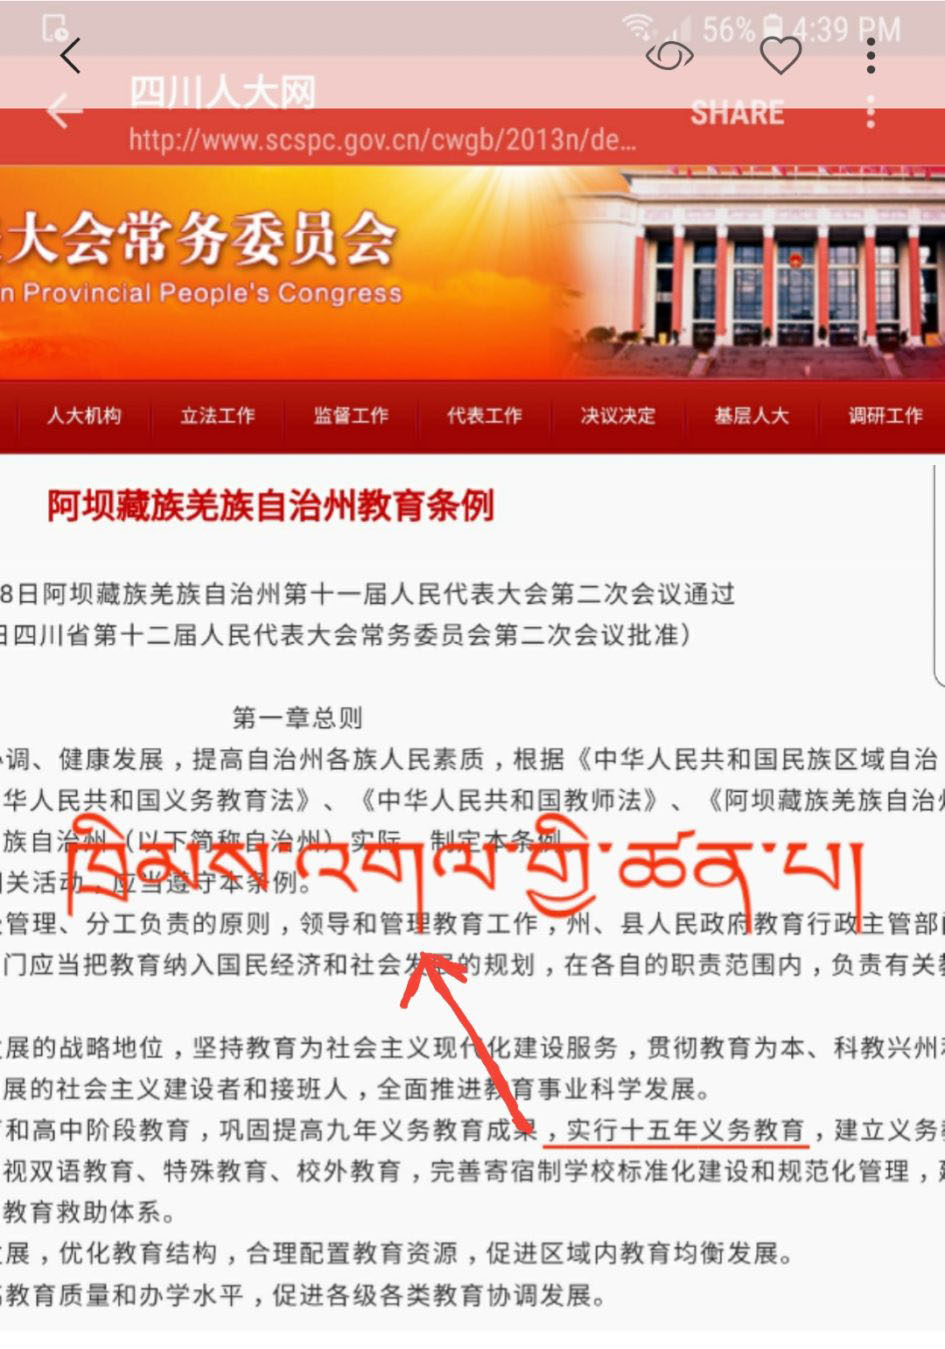 56% 4:39 PM
四川人大网
http://www.scspc.gov.cn/cwgb/2013n/de...
SHARE
大会常务委员会
n Provincial People's Congress
人大机构 立法工作 监督工作 代表工作 决议决定 基层人大 调研工作
阿坝藏族羌族自治州教育条例
8日阿坝藏族羌族自治州第十一届人民代表大会第二次会议通过
日四川省第十二届人民代表大会常务委员会第二次会议批准）
第一章总则
调、健康发展，提高自治州各族人民素质，根据《中华人民共和国民族区域自治
华人民共和国义务教育法》、《中华人民共和国教师法》、《阿坝藏族羌族自治州
族自治州（以下简称自治州）实际，制定本条例。
ཁྲིམས་འགལ་གྱི་ཚན་པ།
关活动，应当遵守本条例。
管理、分工负责的原则，领导和管理教育工作，州、县人民政府教育行政主管部门
门应当把教育纳入国民经济和社会发展的规划，在各自的职责范围内，负责有关教
展的战略地位，坚持教育为社会主义现代化建设服务，贯彻教育为本、科教兴州和
展的社会主义建设者和接班人，全面推进教育事业科学发展。
和高中阶段教育，巩固提高九年义务教育成果，实行十五年义务教育，建立义务教
视双语教育、特殊教育、校外教育，完善寄宿制学校标准化建设和规范化管理，建
教育救助体系。
展，优化教育结构，合理配置教育资源，促进区域内教育均衡发展。
高教育质量和办学水平，促进各级各类教育协调发展。